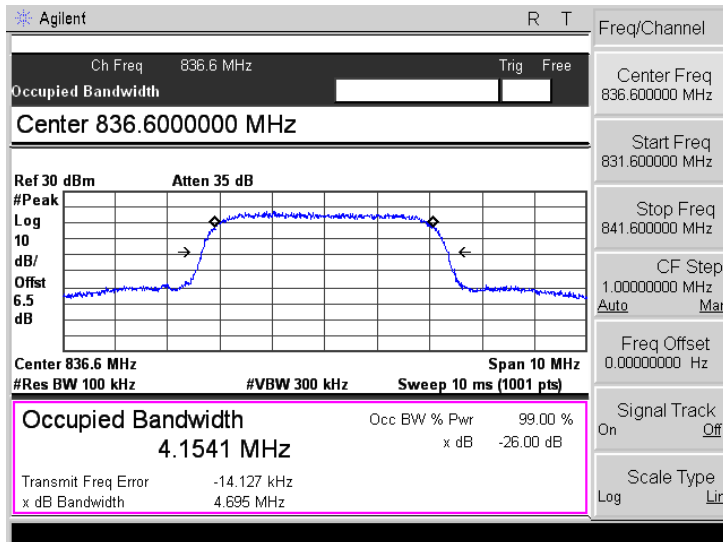 Agilent R T
Ch Freq 836.6 MHz Trig Free
Occupied Bandwidth
Center 836.6000000 MHz
Ref 30 dBm Atten 35 dB
#Peak
Log
10
dB/
Offst
6.5
dB
Center 836.6 MHz Span 10 MHz
#Res BW 100 kHz #VBW 300 kHz Sweep 10 ms (1001 pts)
Occupied Bandwidth Occ BW % Pwr 99.00 %
4.1541 MHz x dB -26.00 dB
Transmit Freq Error -14.127 kHz
x dB Bandwidth 4.695 MHz
Freq/Channel
Center Freq
836.600000 MHz
Start Freq
831.600000 MHz
Stop Freq
841.600000 MHz
CF Step
1.00000000 MHz
Auto Man
Freq Offset
0.00000000 Hz
Signal Track
On Off
Scale Type
Log Lin